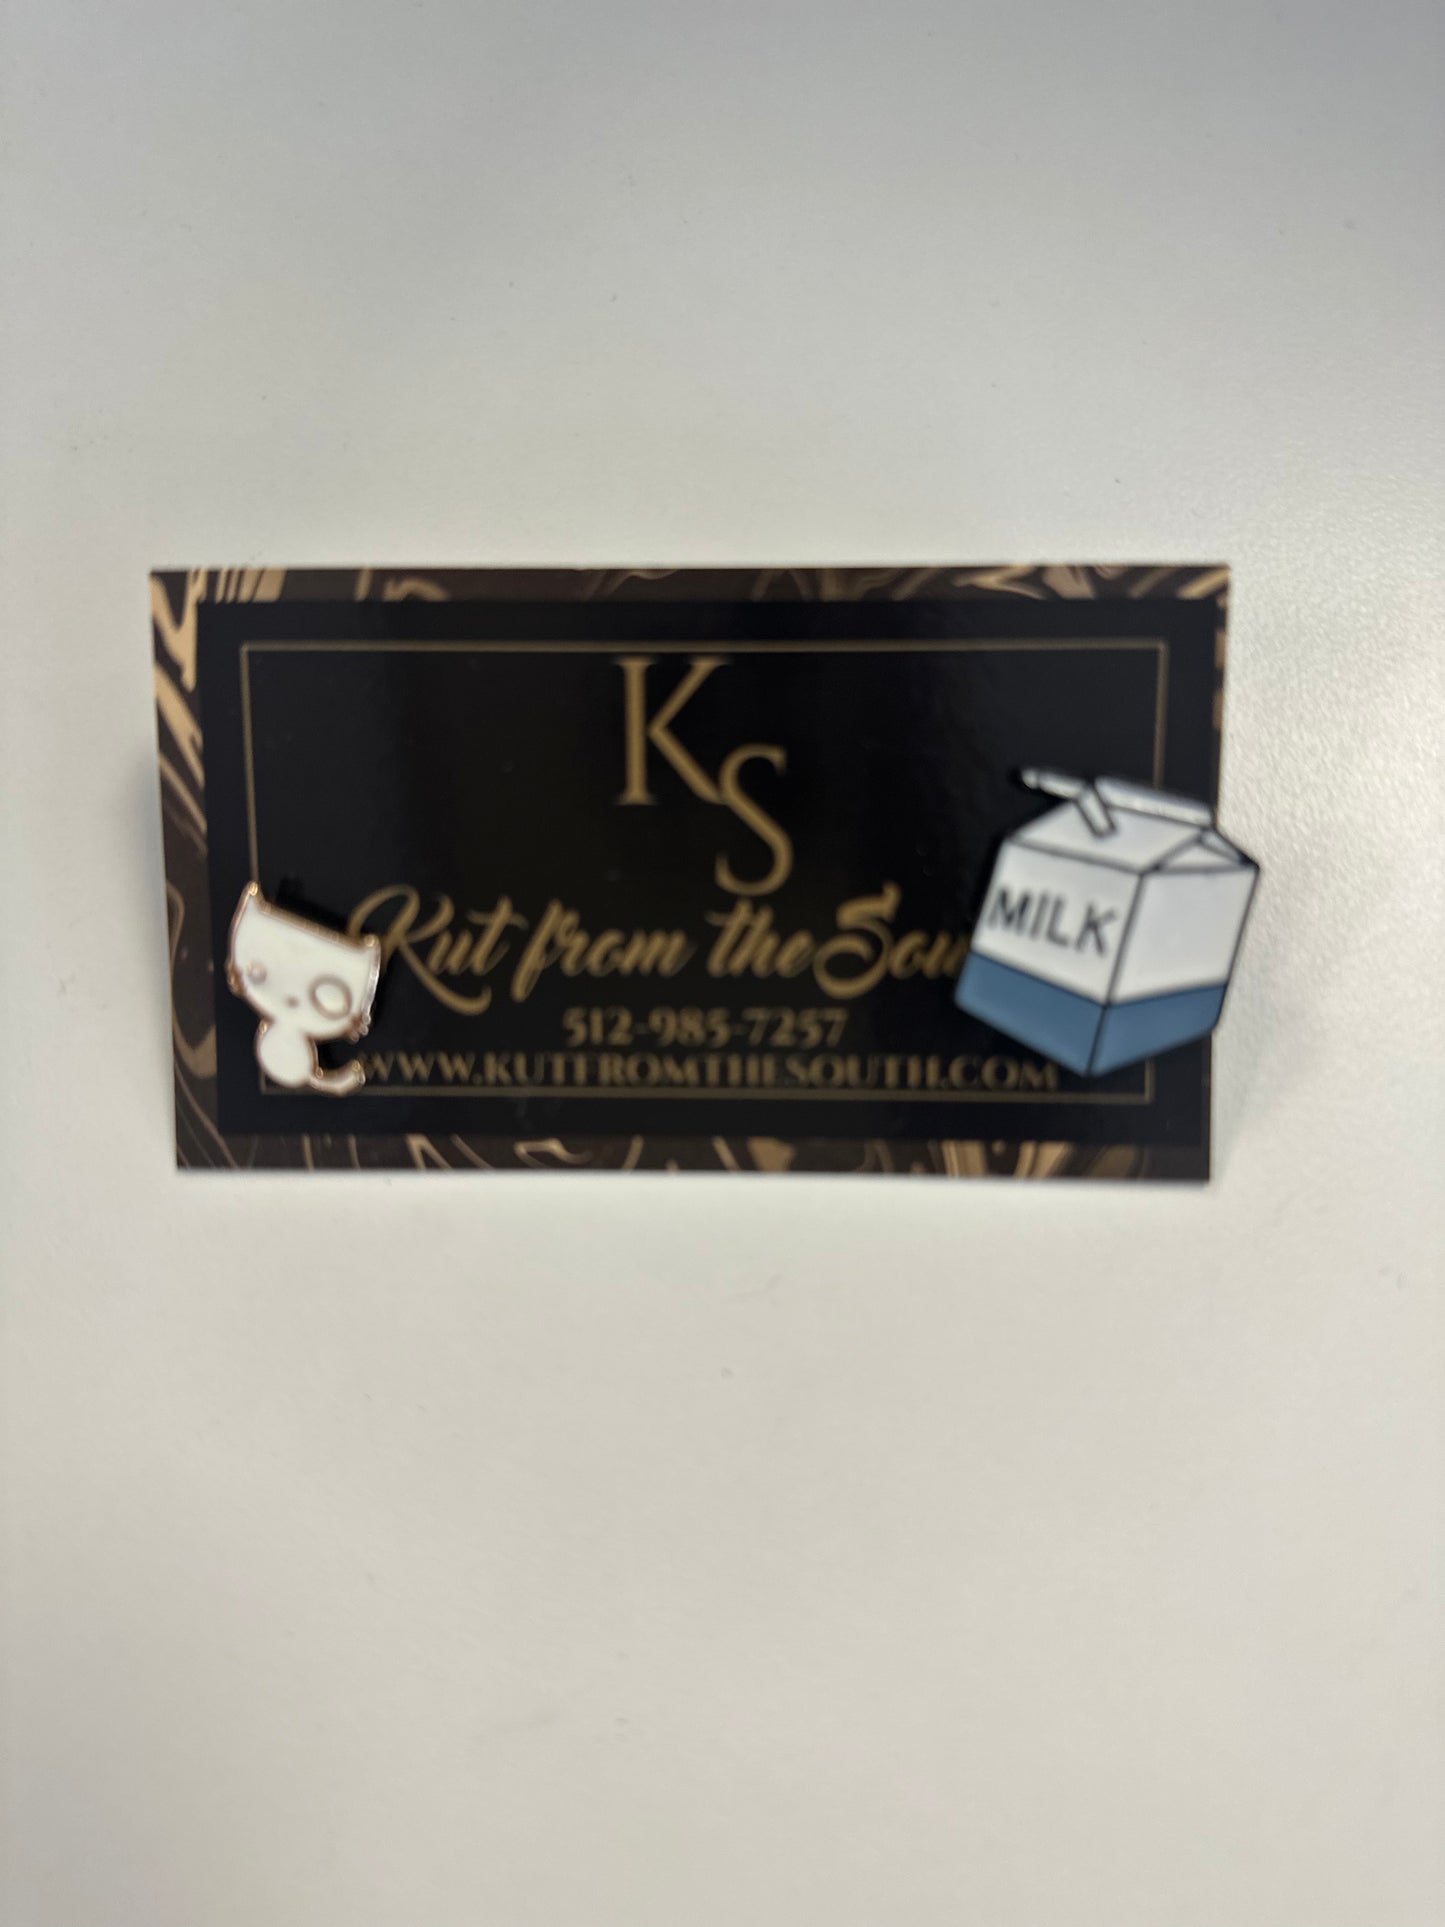 KS
Kut from the Sou
MILK
512-985-7257
WWW.KUTFROMTHESOUTH.COM